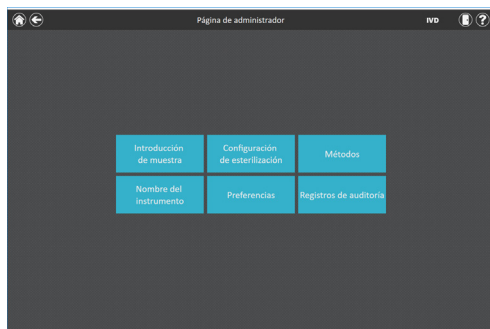 Página de administrador
IVD
?
Introducción
de muestra
Configuración
de esterilización
Métodos
Nombre del
instrumento
Preferencias
Registros de auditoría